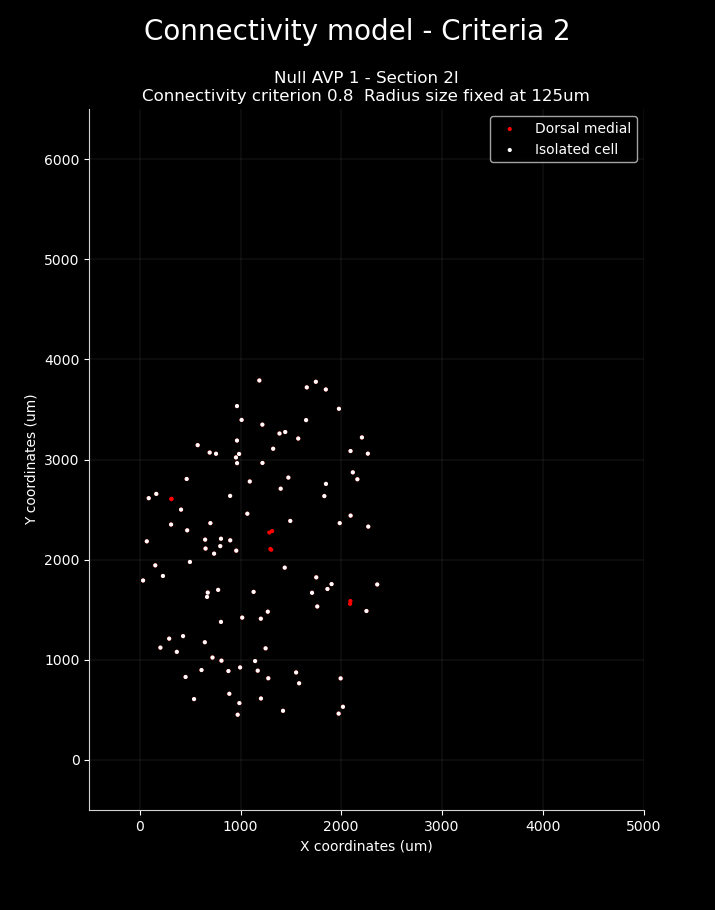 Connectivity model - Criteria 2
Null AVP 1 - Section 2I
Connectivity criterion 0.8  Radius size fixed at 125um
Dorsal medial
Isolated cell
6000
5000
4000
3000
2000
1000
0
Y coordinates (um)
0 1000 2000 3000 4000 5000
X coordinates (um)